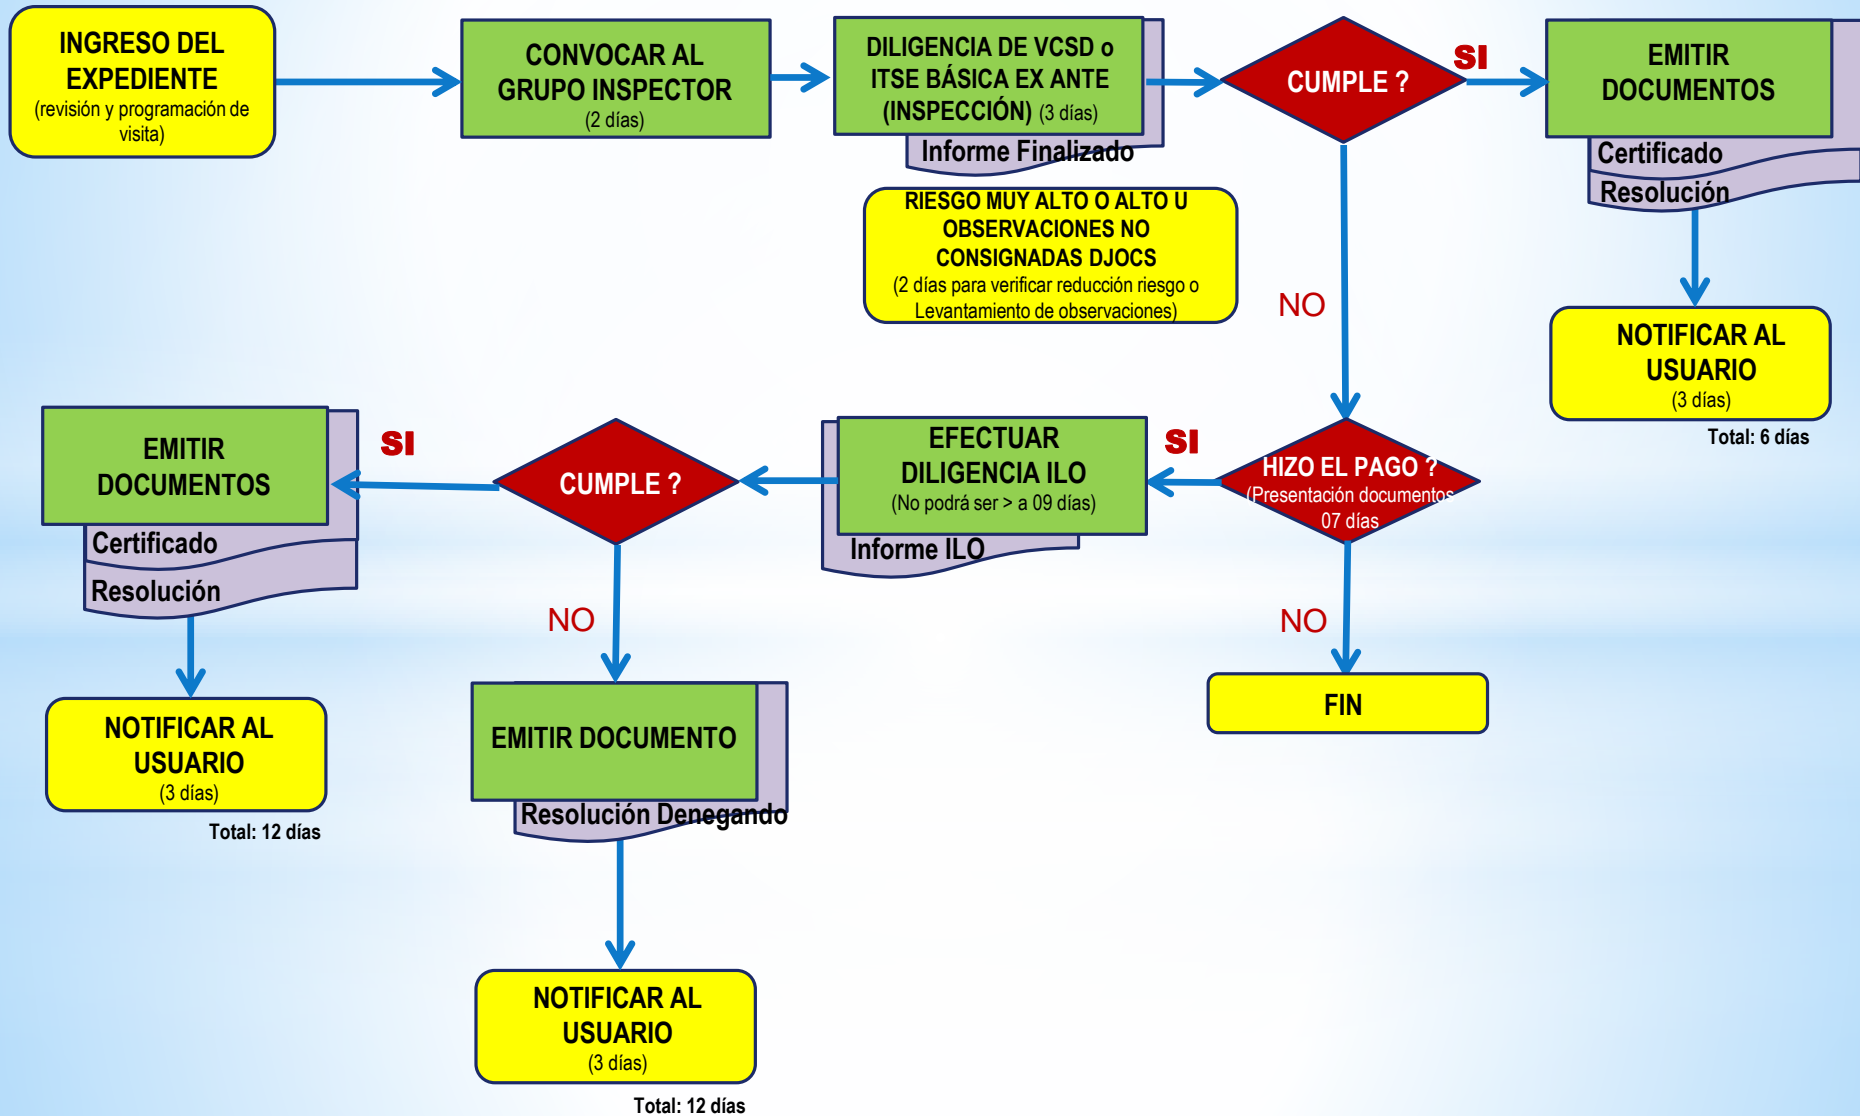 INGRESO DEL
EXPEDIENTE
(revisión y programación de
visita)
CONVOCAR AL
GRUPO INSPECTOR
(2 días)
DILIGENCIA DE VCSD o
ITSE BÁSICA EX ANTE
(INSPECCIÓN) (3 días)
Informe Finalizado
CUMPLE ?
SI
EMITIR
DOCUMENTOS
Certificado
Resolución
RIESGO MUY ALTO O ALTO U
OBSERVACIONES NO
CONSIGNADAS DJOCS
(2 días para verificar reducción riesgo o
Levantamiento de observaciones)
NO
NOTIFICAR AL
USUARIO
(3 días)
Total: 6 días
HIZO EL PAGO ?
(Presentación documentos
07 días
SI
EFECTUAR
DILIGENCIA ILO
(No podrá ser > a 09 días)
Informe ILO
CUMPLE ?
SI
EMITIR
DOCUMENTOS
Certificado
Resolución
NO
NO
FIN
NOTIFICAR AL
USUARIO
(3 días)
Total: 12 días
EMITIR DOCUMENTO
Resolución Denegando
NOTIFICAR AL
USUARIO
(3 días)
Total: 12 días